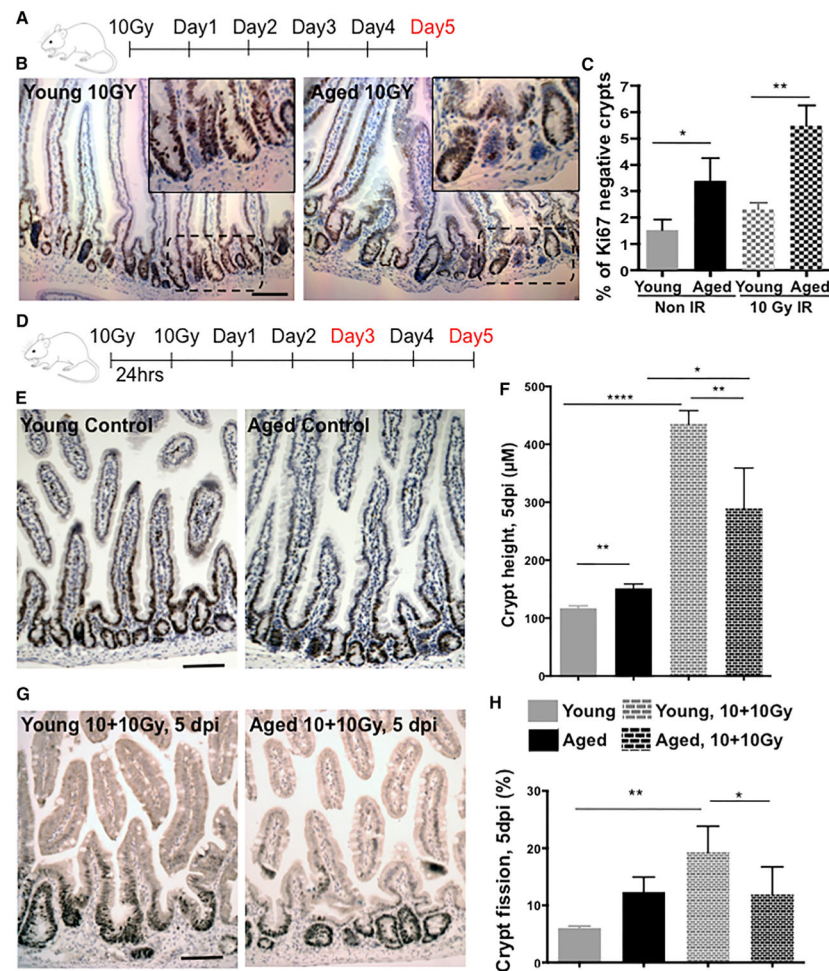 A
10Gy Day1 Day2 Day3 Day4 Day5
B
Young 10GY
Aged 10GY
C
% of Ki67 negative crypts
7
6
5
4
3
2
1
0
*
**
Young Aged Young Aged
Non IR 10 Gy IR
D
10Gy 10Gy Day1 Day2 Day3 Day4 Day5
24hrs
E
Young Control
Aged Control
F
Crypt height, 5dpi (µM)
500
400
300
200
100
0
*
**** **
**
G
Young 10+10Gy, 5 dpi
Aged 10+10Gy, 5 dpi
H
Young Young, 10+10Gy
Aged Aged, 10+10Gy
Crypt fission, 5dpi (%)
30
20
10
0
** *